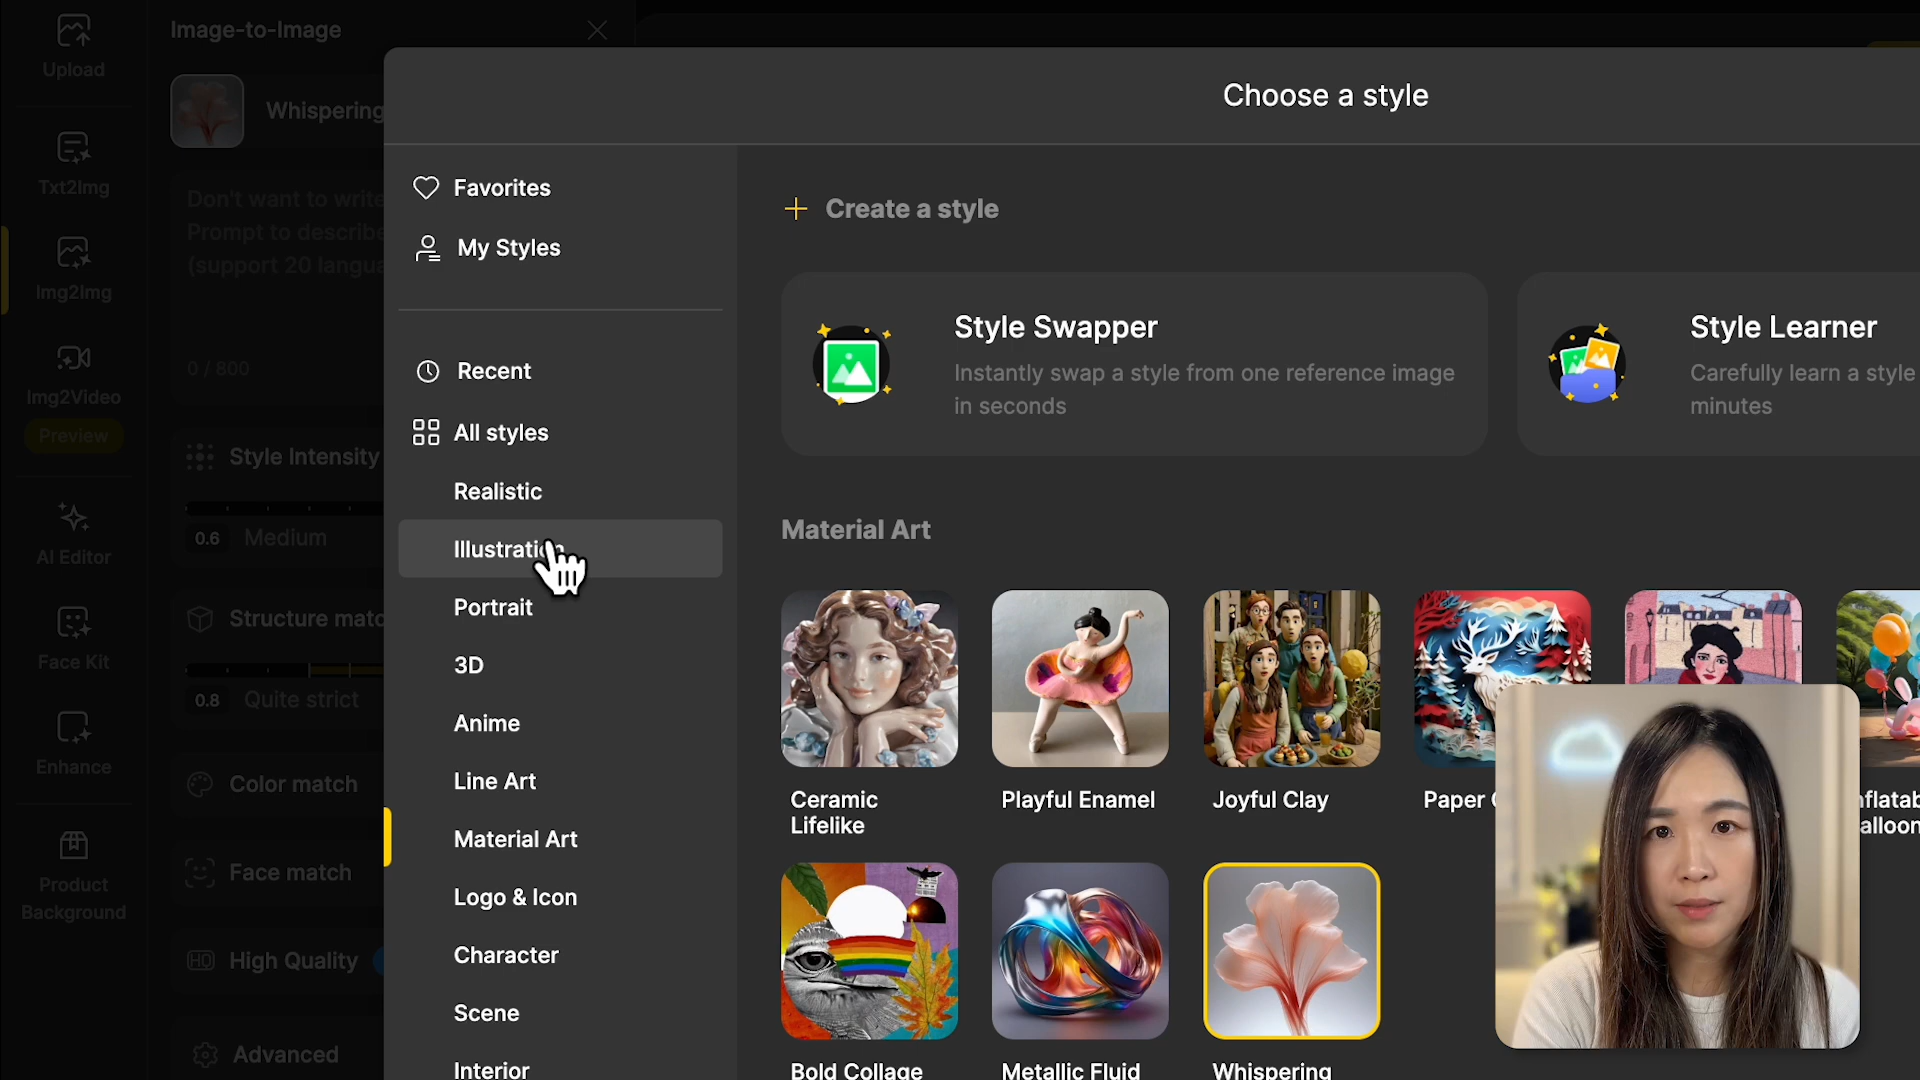 Image-to-Image
Upload
Whispering
Txt2Img
Don't want to write
Prompt to describe
(support 20 langua
Img2Img
0 / 800
Img2Video
Preview
Style Intensity
0.6 Medium
AI Editor
Structure matc
0.8 Quite strict
Face Kit
Enhance
Color match
Face match
Product
Background
High Quality
Advanced
Choose a style
Favorites
My Styles
Recent
All styles
Realistic
Illustration
Portrait
3D
Anime
Line Art
Material Art
Logo & Icon
Character
Scene
Interior
Create a style
Style Swapper
Instantly swap a style from one reference image
in seconds
Style Learner
Carefully learn a style
minutes
Material Art
Ceramic
Lifelike
Playful Enamel
Joyful Clay
Paper
nflatab
alloon
Bold Collage
Metallic Fluid
Whispering